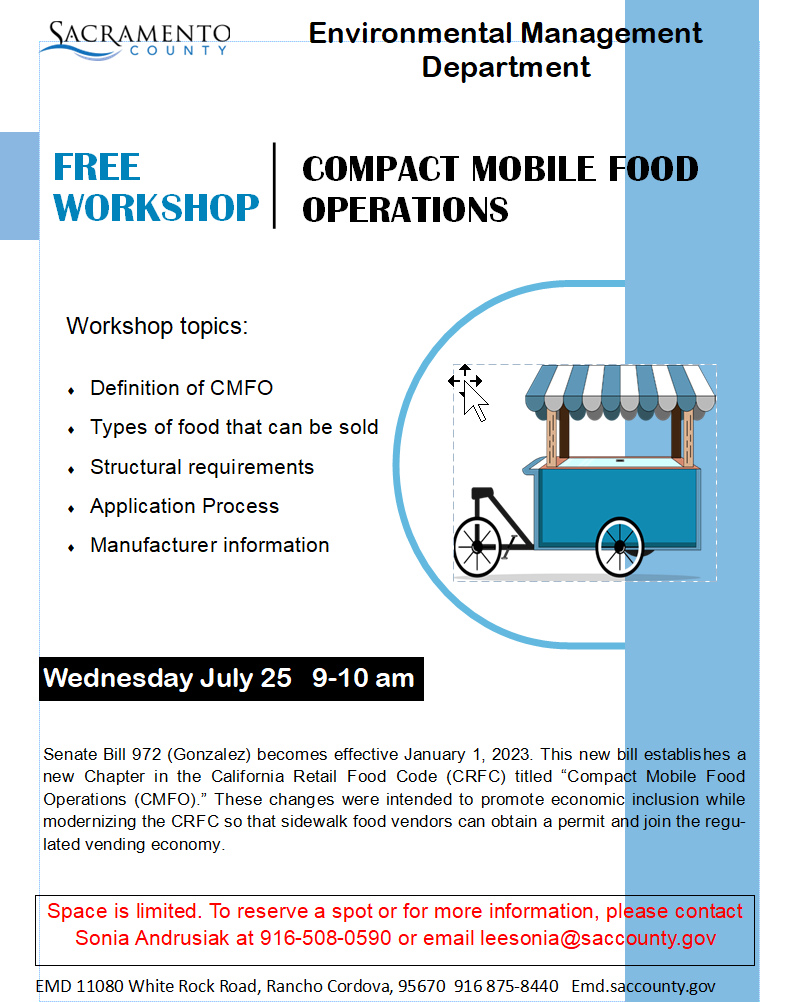 SACRAMENTO
COUNTY
Environmental Management
Department
FREE
WORKSHOP
COMPACT MOBILE FOOD
OPERATIONS
Workshop topics:
♦ Definition of CMFO
♦ Types of food that can be sold
♦ Structural requirements
♦ Application Process
♦ Manufacturer information
Wednesday July 25 9-10 am
Senate Bill 972 (Gonzalez) becomes effective January 1, 2023. This new bill establishes a
new Chapter in the California Retail Food Code (CRFC) titled “Compact Mobile Food
Operations (CMFO).” These changes were intended to promote economic inclusion while
modernizing the CRFC so that sidewalk food vendors can obtain a permit and join the regu-
lated vending economy.
Space is limited. To reserve a spot or for more information, please contact
Sonia Andrusiak at 916-508-0590 or email leesonia@saccounty.gov
EMD 11080 White Rock Road, Rancho Cordova, 95670 916 875-8440 Emd.saccounty.gov